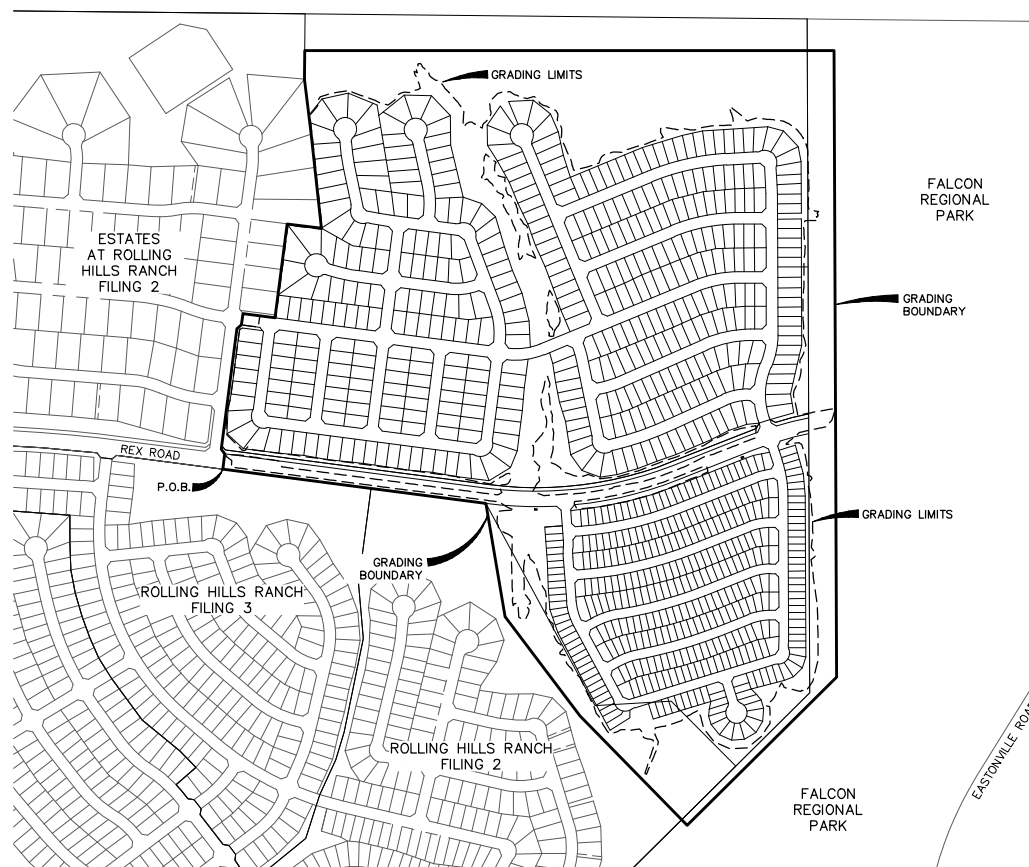 GRADING LIMITS
FALCON
REGIONAL
PARK
ESTATES
AT ROLLING
HILLS RANCH
FILING 2
GRADING
BOUNDARY
REX ROAD
P.O.B.
GRADING LIMITS
GRADING
BOUNDARY
ROLLING HILLS RANCH
FILING 3
ROLLING HILLS RANCH
FILING 2
EASTONVILLE ROAD
FALCON
REGIONAL
PARK